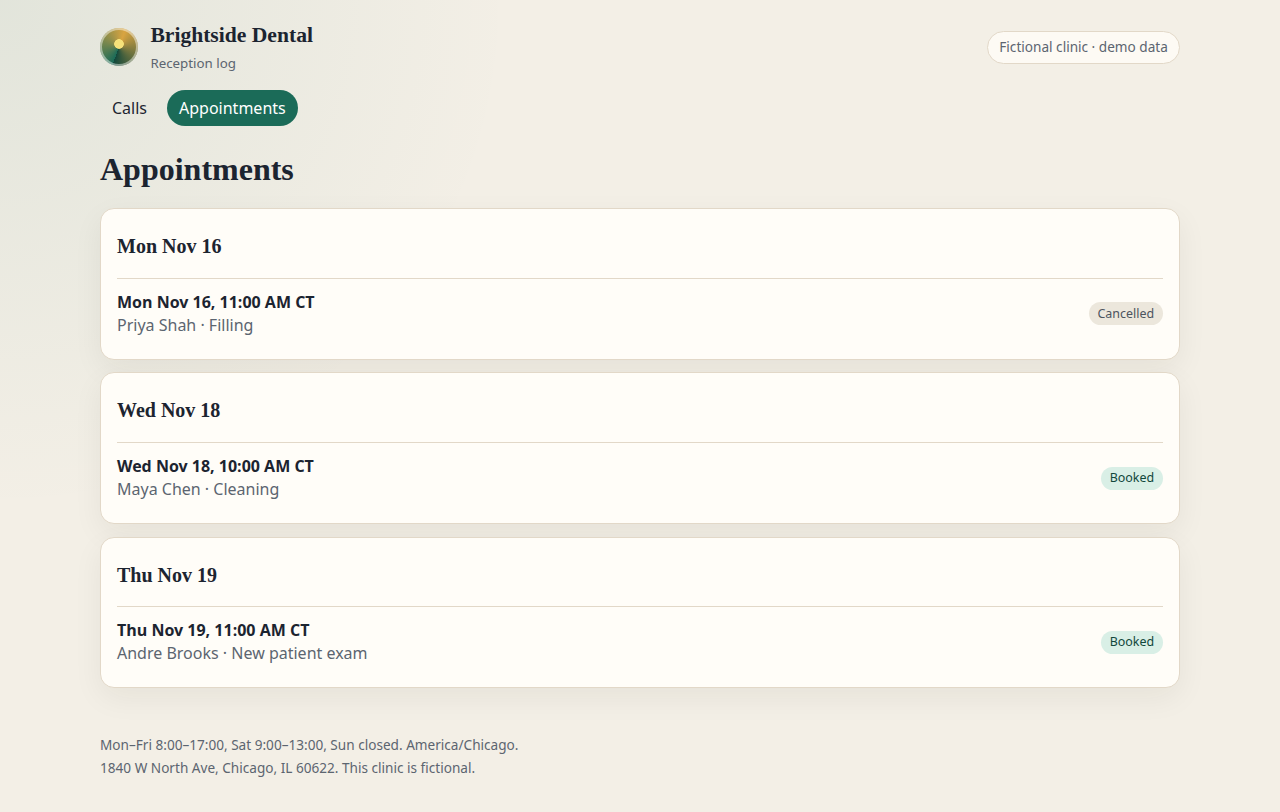 Brightside Dental
Reception log
Fictional clinic · demo data
Calls
Appointments
Appointments
Mon Nov 16
Mon Nov 16, 11:00 AM CT
Priya Shah · Filling
Cancelled
Wed Nov 18
Wed Nov 18, 10:00 AM CT
Maya Chen · Cleaning
Booked
Thu Nov 19
Thu Nov 19, 11:00 AM CT
Andre Brooks · New patient exam
Booked
Mon–Fri 8:00–17:00, Sat 9:00–13:00, Sun closed. America/Chicago.
1840 W North Ave, Chicago, IL 60622. This clinic is fictional.